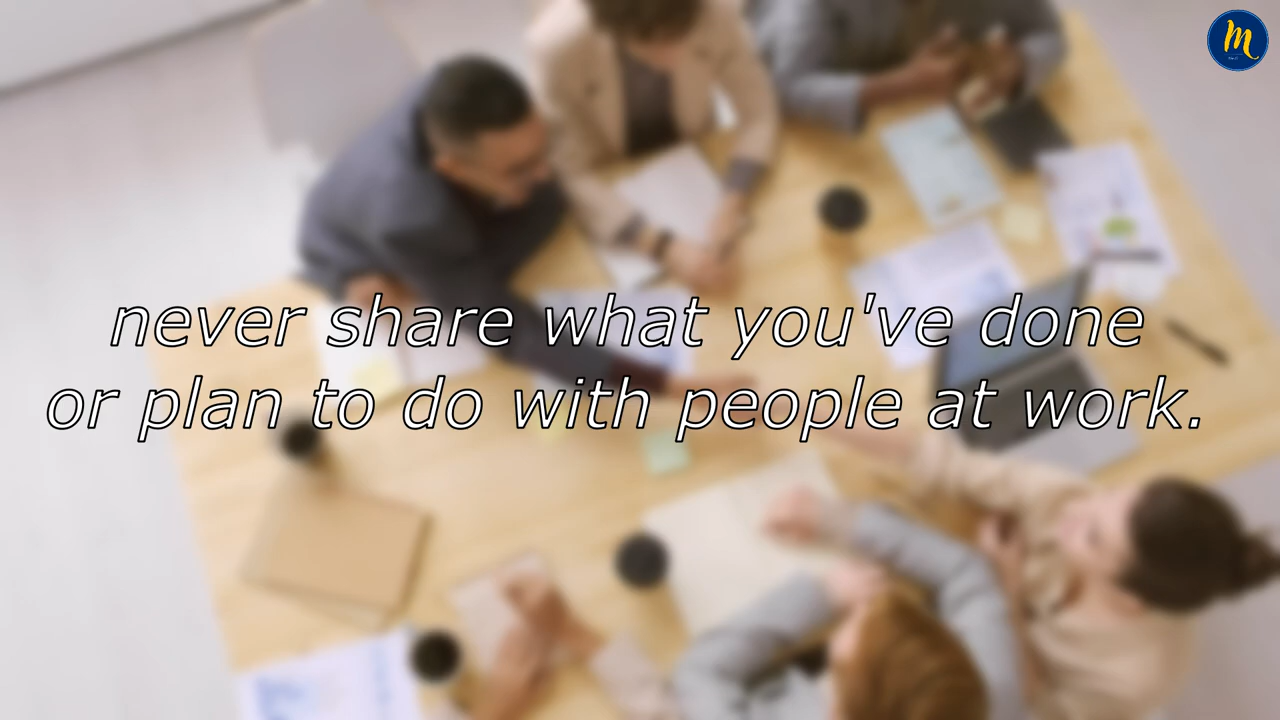 never share what you've done
or plan to do with people at work.
M